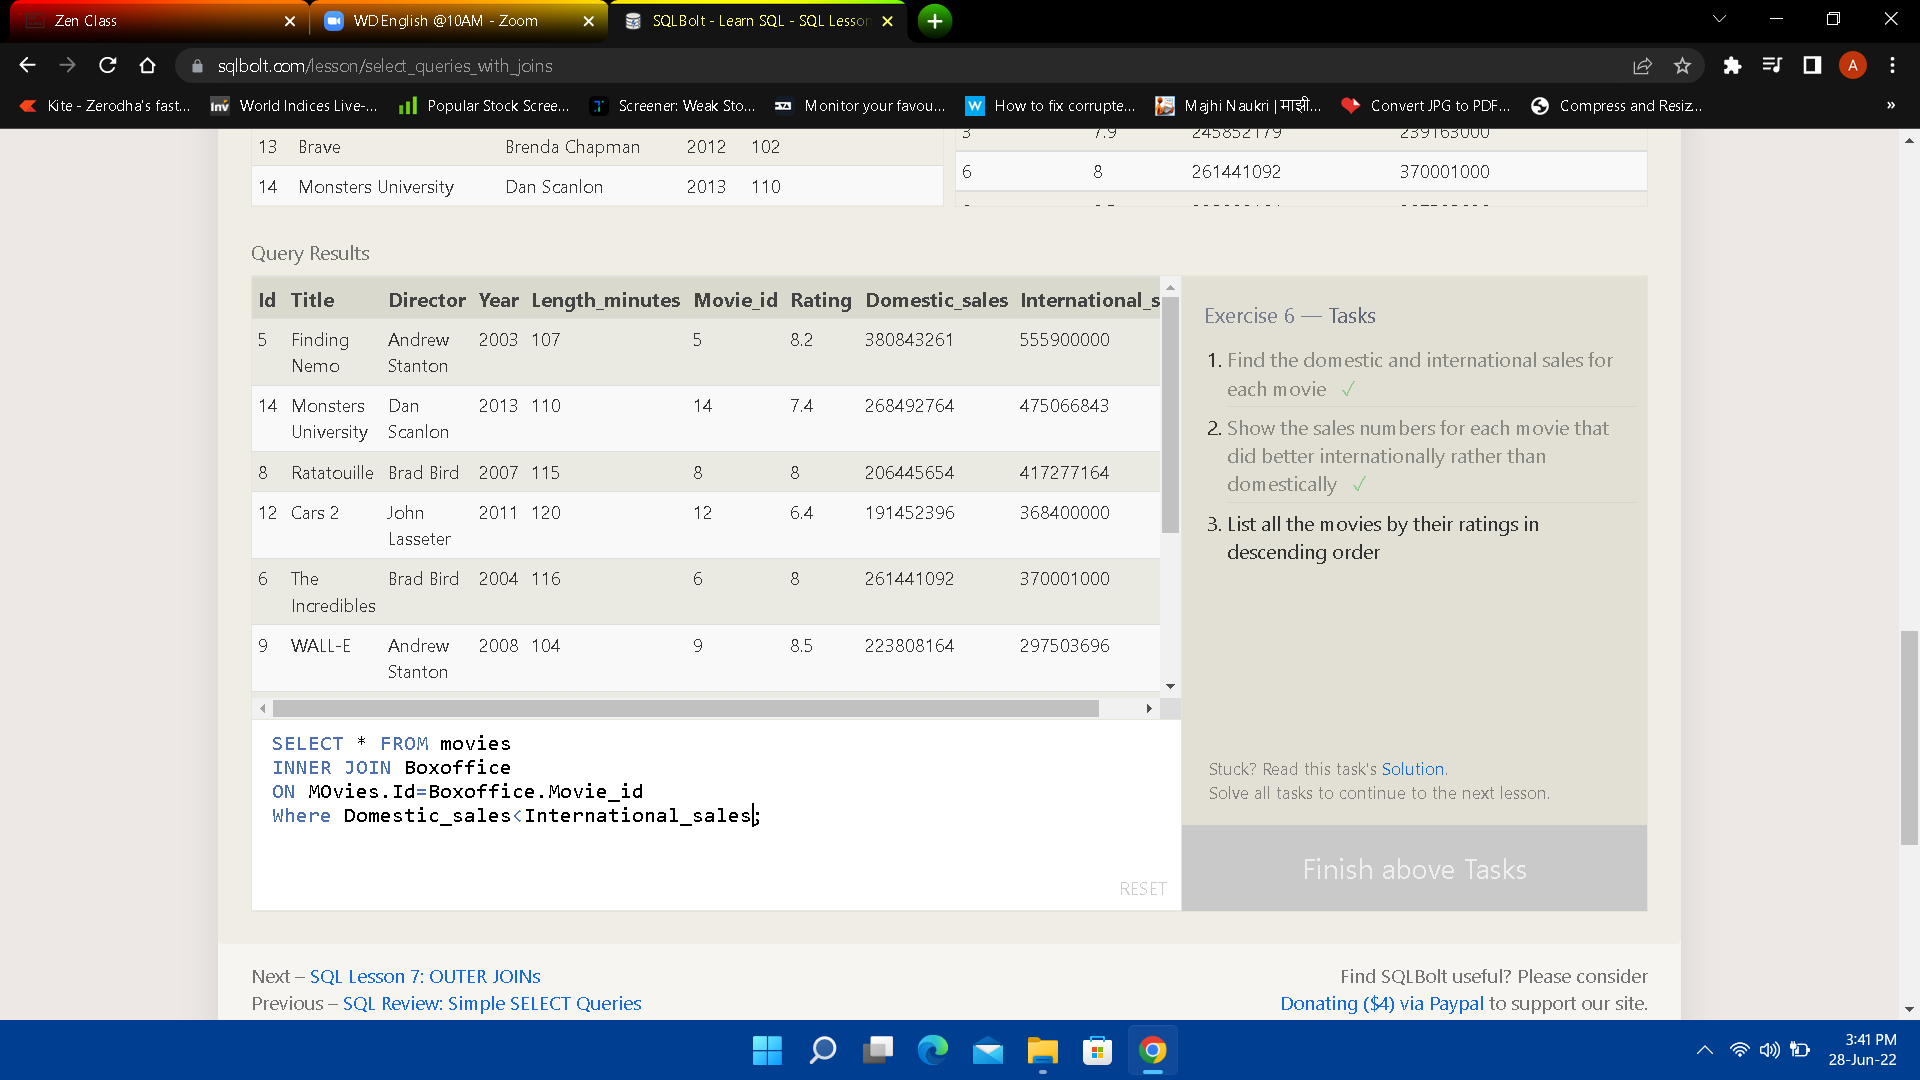 Zen Class
WD English @10AM - Zoom
SQLBolt - Learn SQL - SQL Lesson
sqlbolt.com/lesson/select_queries_with_joins
A
Kite - Zerodha's fast...
World Indices Live-...
Popular Stock Scree...
Screener: Weak Sto...
Monitor your favou...
How to fix corrupte...
Majhi Naukri | माझी...
Convert JPG to PDF...
Compress and Resiz...
»
13 Brave Brenda Chapman 2012 102
14 Monsters University Dan Scanlon 2013 110
3 7.9 245852179 239163000
6 8 261441092 370001000
Query Results
Id Title Director Year Length_minutes Movie_id Rating Domestic_sales International_s
5 Finding Nemo Andrew Stanton 2003 107 5 8.2 380843261 555900000
14 Monsters University Dan Scanlon 2013 110 14 7.4 268492764 475066843
8 Ratatouille Brad Bird 2007 115 8 8 206445654 417277164
12 Cars 2 John Lasseter 2011 120 12 6.4 191452396 368400000
6 The Incredibles Brad Bird 2004 116 6 8 261441092 370001000
9 WALL-E Andrew Stanton 2008 104 9 8.5 223808164 297503696
SELECT * FROM movies
INNER JOIN Boxoffice
ON MOvies.Id=Boxoffice.Movie_id
Where Domestic_sales<International_sales;
RESET
Exercise 6 — Tasks
1. Find the domestic and international sales for
each movie ✓
2. Show the sales numbers for each movie that
did better internationally rather than
domestically ✓
3. List all the movies by their ratings in
descending order
Stuck? Read this task's Solution.
Solve all tasks to continue to the next lesson.
Finish above Tasks
Next – SQL Lesson 7: OUTER JOINs
Previous – SQL Review: Simple SELECT Queries
Find SQLBolt useful? Please consider
Donating ($4) via Paypal to support our site.
3:41 PM
28-Jun-22